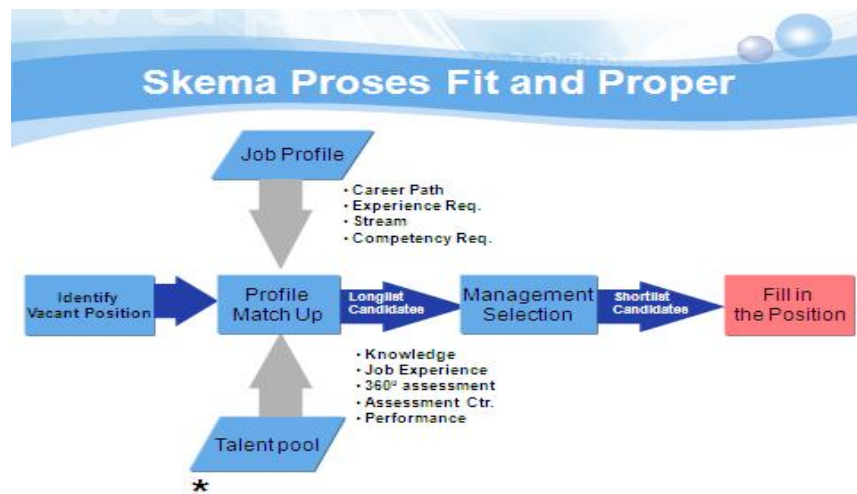 Skema Proses Fit and Proper
Job Profile
· Career Path
· Experience Req.
· Stream
· Competency Req.
Identify
Vacant Position
Profile
Match Up
Longlist
Candidates
Management
Selection
Shortlist
Candidates
Fill in
the Position
· Knowledge
· Job Experience
· 360º assessment
· Assessment Ctr.
· Performance
Talent pool
*